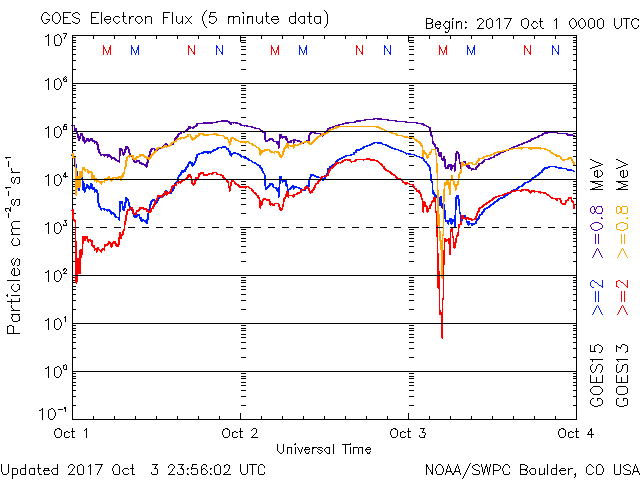 GOES Electron Flux (5 minute data)
Begin: 2017 Oct 1 0000 UTC
M M N N M M N N M M N N
10⁷
10⁶
10⁵
10⁴
10³
10²
10¹
10⁰
10⁻¹
Particles cm⁻²s⁻¹sr⁻¹
Oct 1 Oct 2 Oct 3 Oct 4
Universal Time
GOES15 >=2 >=0.8 MeV
GOES13 >=2 >=0.8 MeV
Updated 2017 Oct 3 23:56:02 UTC
NOAA/SWPC Boulder, CO USA